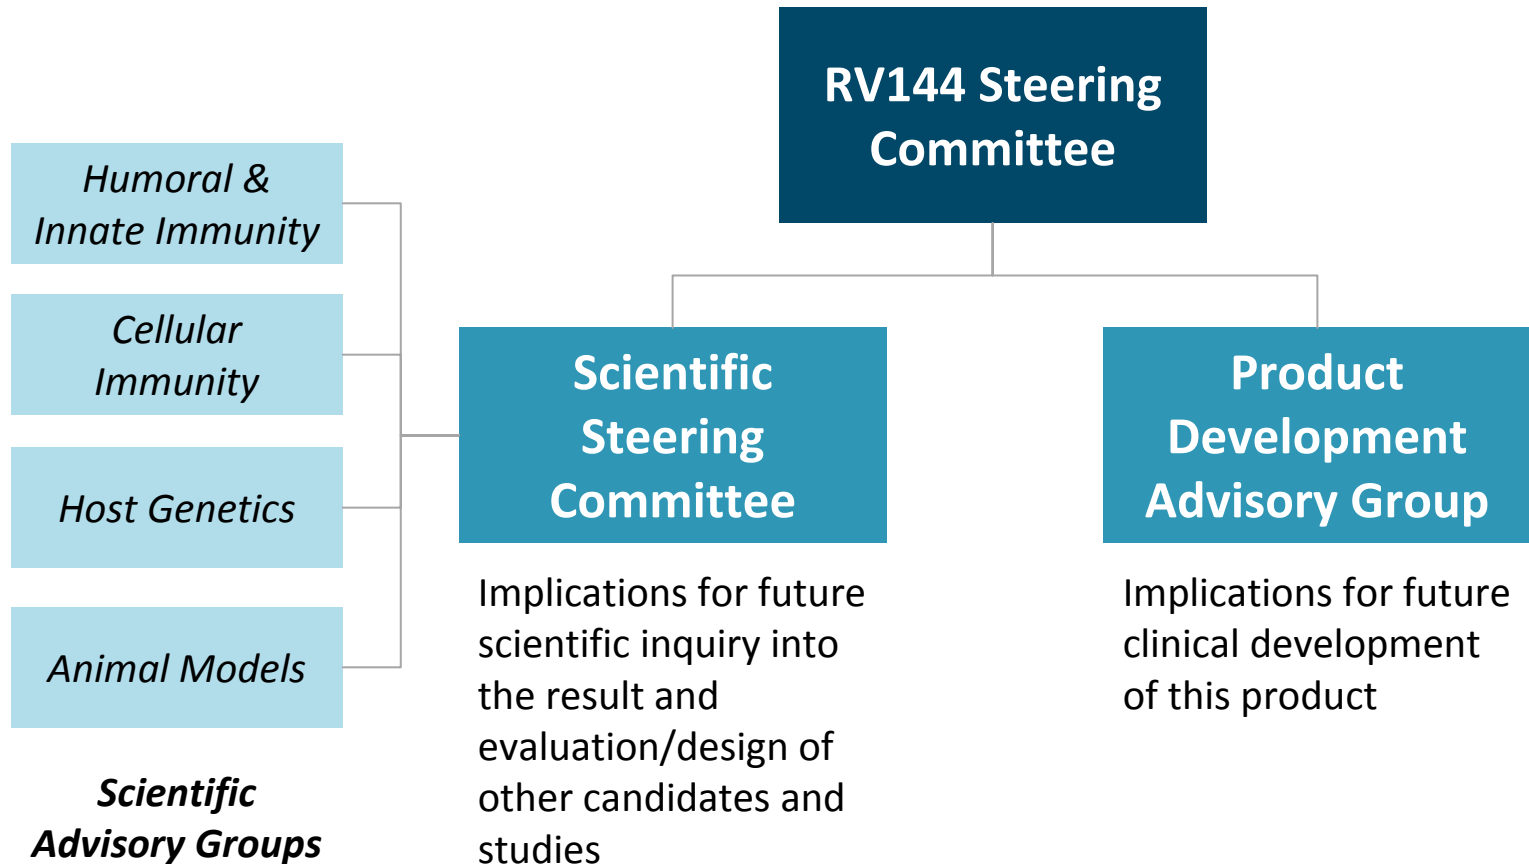 RV144 Steering
Committee
Humoral &
Innate Immunity
Cellular
Immunity
Host Genetics
Animal Models
Scientific
Advisory Groups
Scientific
Steering
Committee
Implications for future
scientific inquiry into
the result and
evaluation/design of
other candidates and
studies
Product
Development
Advisory Group
Implications for future
clinical development
of this product